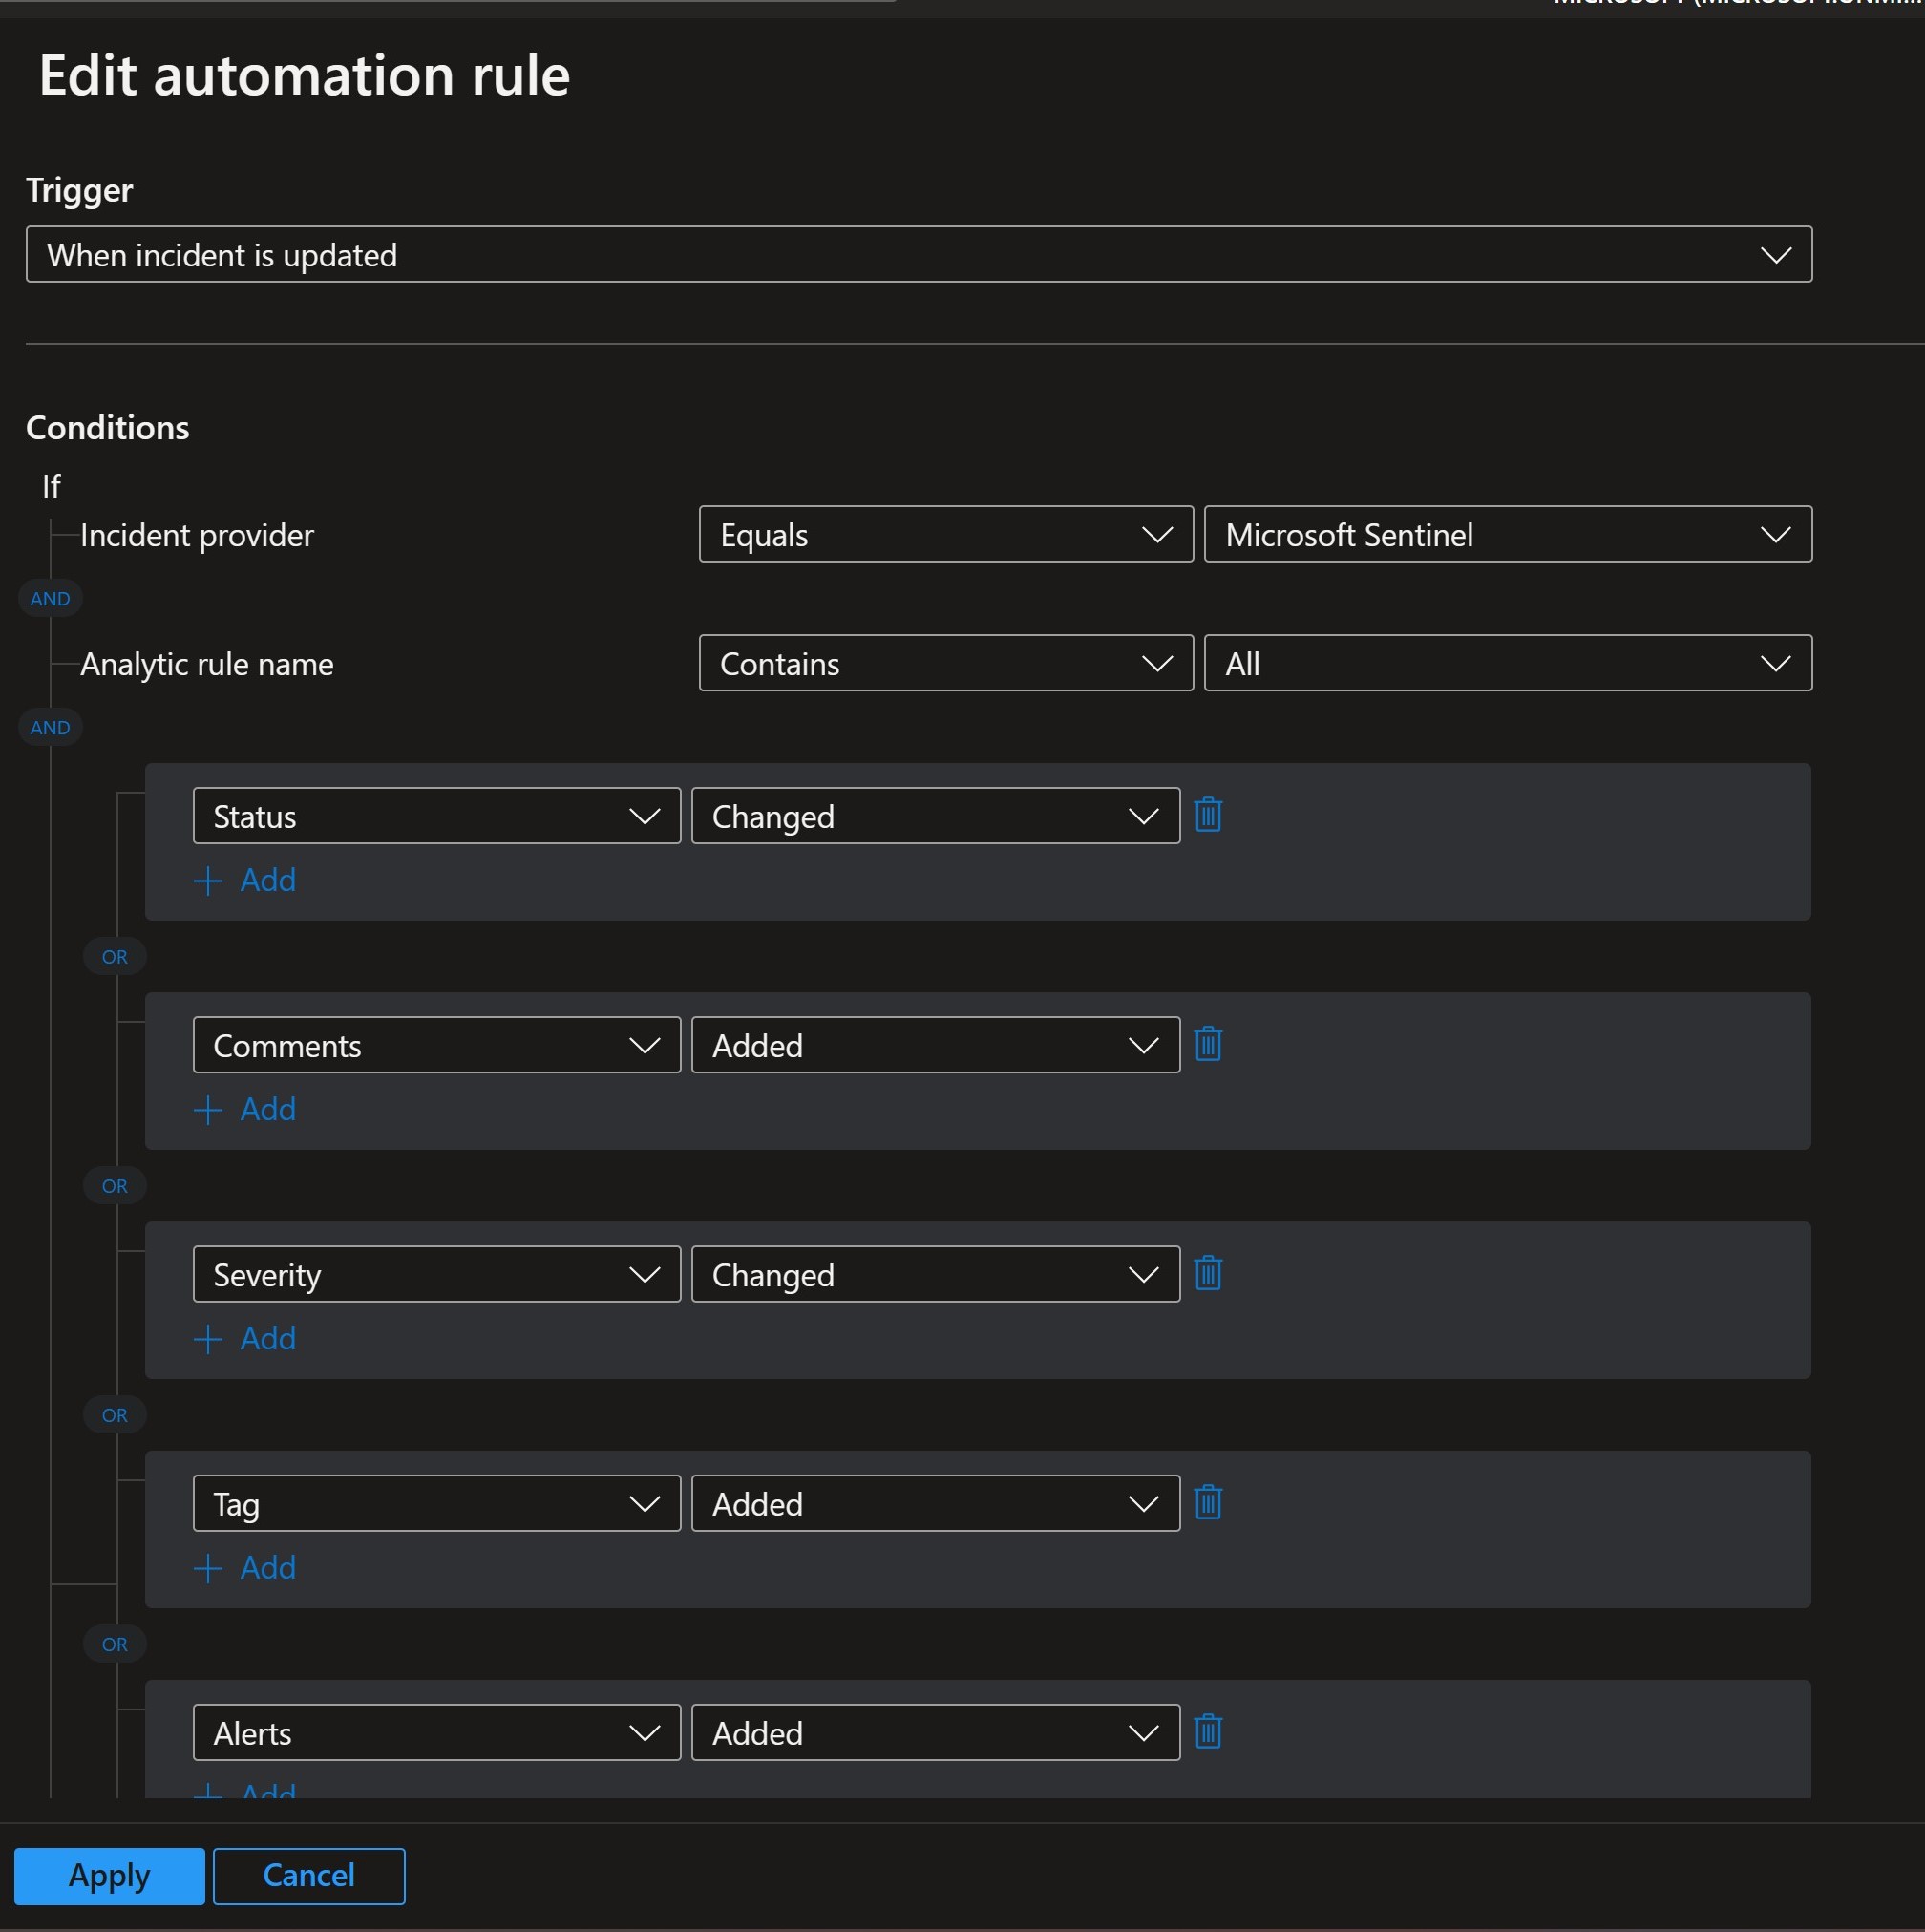 Edit automation rule
Trigger
When incident is updated
Conditions
If
Incident provider Equals Microsoft Sentinel
AND
Analytic rule name Contains All
AND
Status Changed
Add
OR
Comments Added
Add
OR
Severity Changed
Add
OR
Tag Added
Add
OR
Alerts Added
Add
Apply Cancel